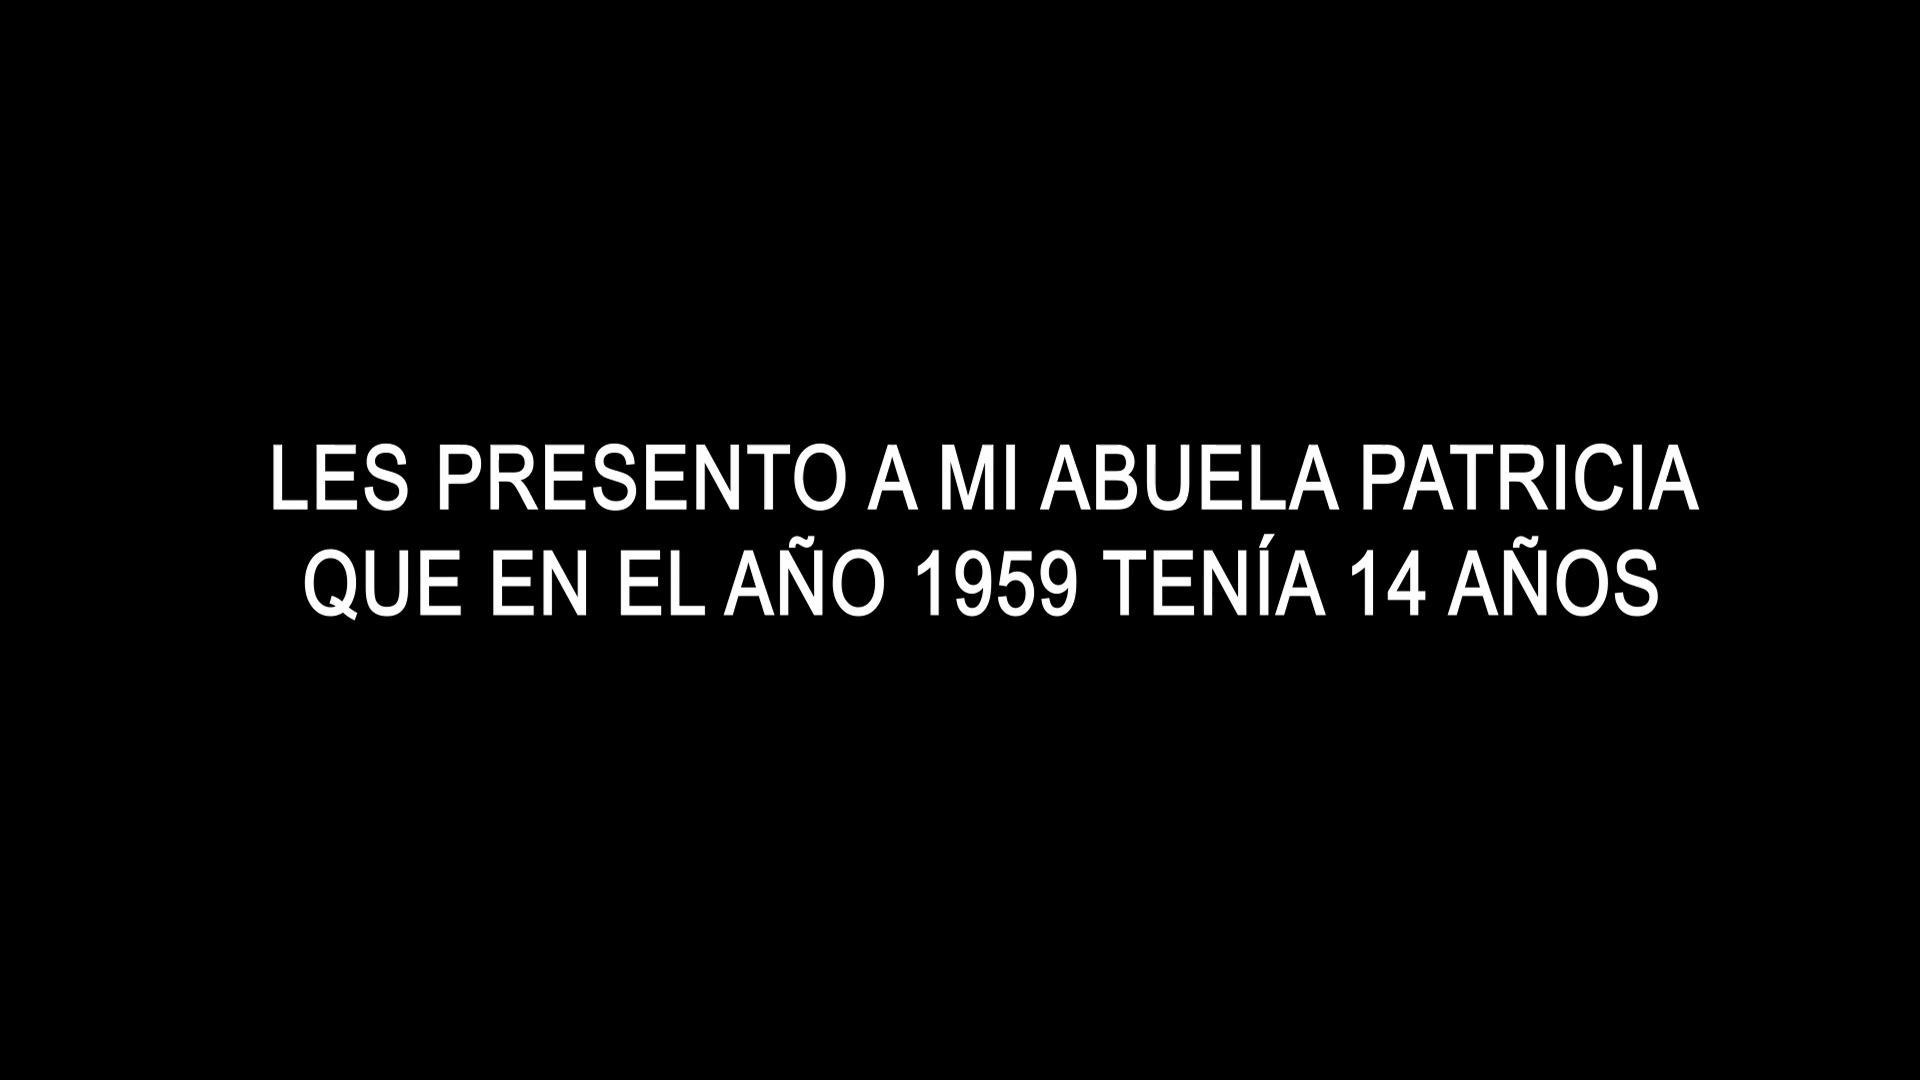 LES PRESENTO A MI ABUELA PATRICIA
QUE EN EL AÑO 1959 TENÍA 14 AÑOS